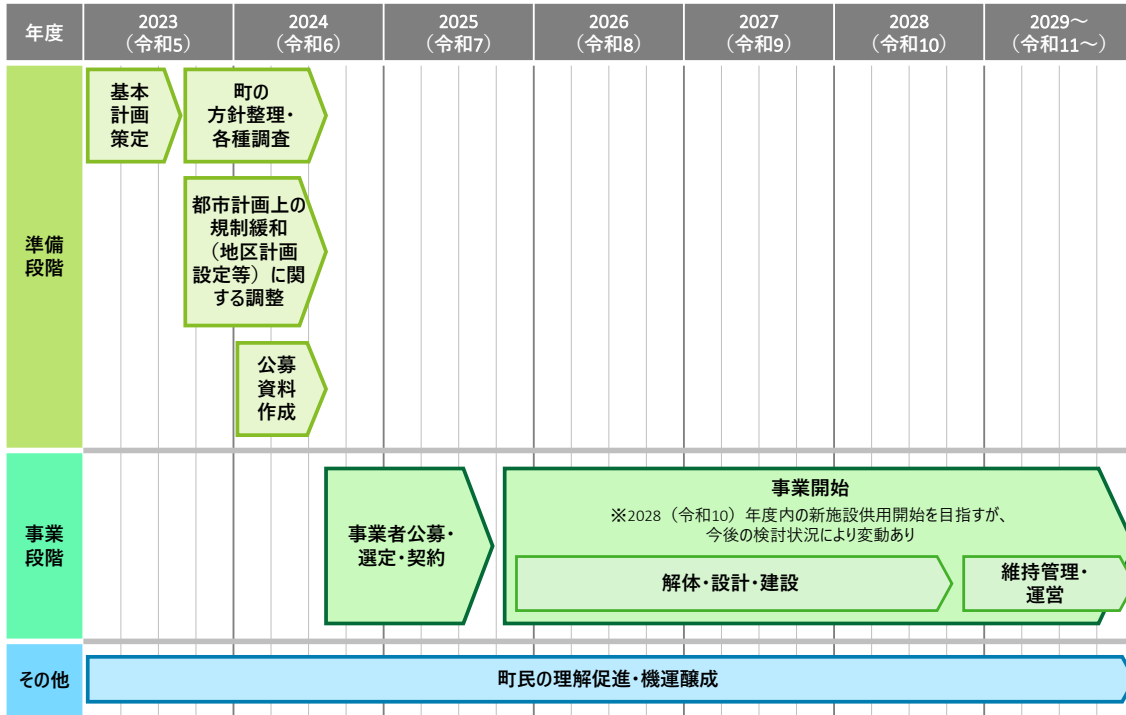 年度
2023
（令和5）
2024
（令和6）
2025
（令和7）
2026
（令和8）
2027
（令和9）
2028
（令和10）
2029～
（令和11～）
準備
段階
基本
計画
策定
町の
方針整理・
各種調査
都市計画上の
規制緩和
（地区計画
設定等）に関
する調整
公募
資料
作成
事業
段階
事業者公募・
選定・契約
事業開始
※2028（令和10）年度内の新施設供用開始を目指すが、
今後の検討状況により変動あり
解体・設計・建設
維持管理・
運営
その他
町民の理解促進・機運醸成